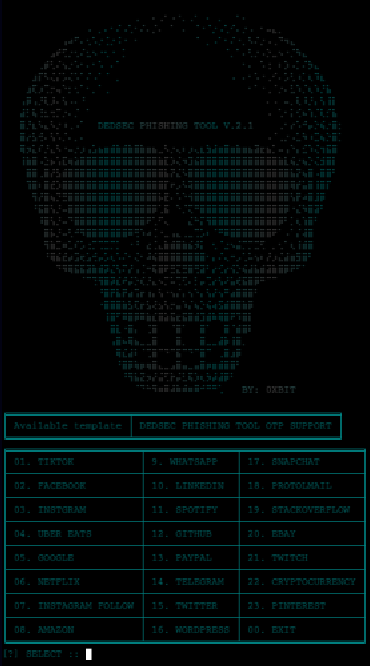 DEDSEC PHISHING TOOL V.2.1
BY: 0XBIT
Available template DEDSEC PHISHING TOOL OTP SUPPORT
01. TIKTOK 9. WHATSAPP 17. SNAPCHAT
02. FACEBOOK 10. LINKEDIN 18. PROTOLMAIL
03. INSTGRAM 11. SPOTIFY 19. STACKOVERFLOW
04. UBER EATS 12. GITHUB 20. EBAY
05. GOOGLE 13. PAYPAL 21. TWITCH
06. NETFLIX 14. TELEGRAM 22. CRYPTOCURRENCY
07. INSTAGRAM FOLLOW 15. TWITTER 23. PINTEREST
08. AMAZON 16. WORDPRESS 00. EXIT
[?] SELECT ::